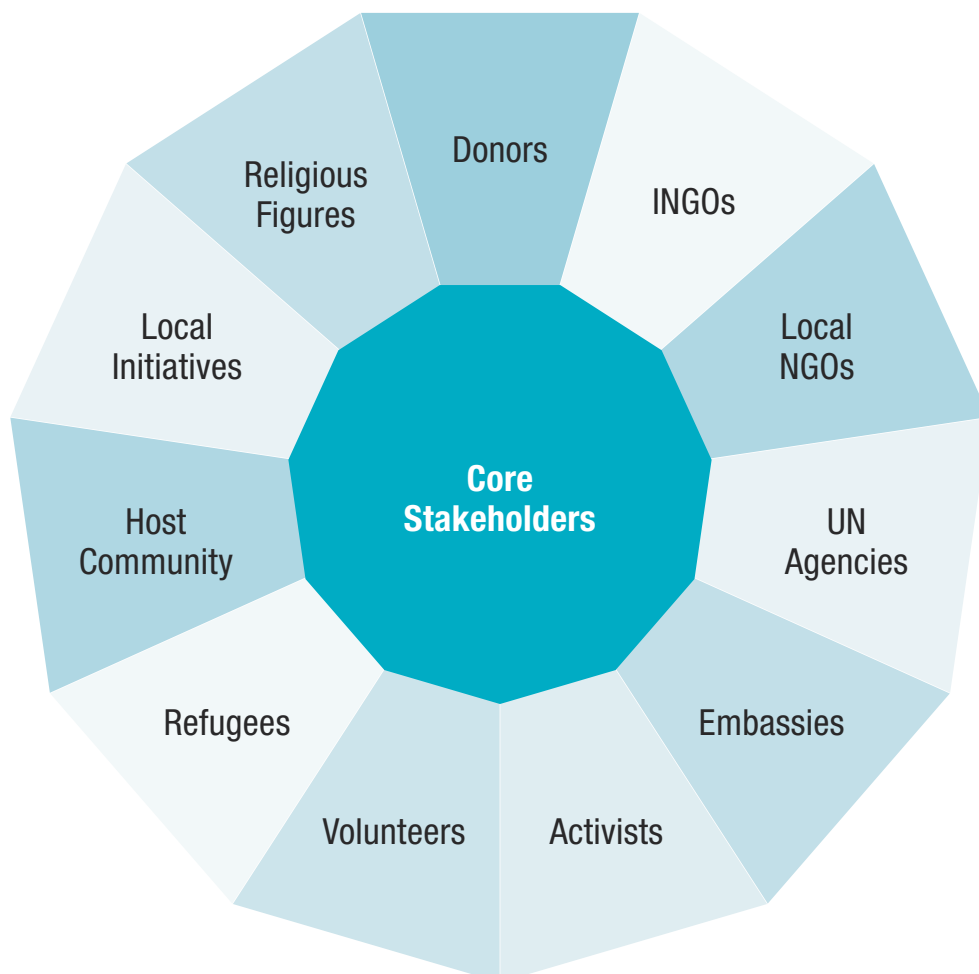 Donors
INGOs
Local
NGOs
UN
Agencies
Embassies
Activists
Volunteers
Refugees
Host
Community
Local
Initiatives
Religious
Figures
Core
Stakeholders